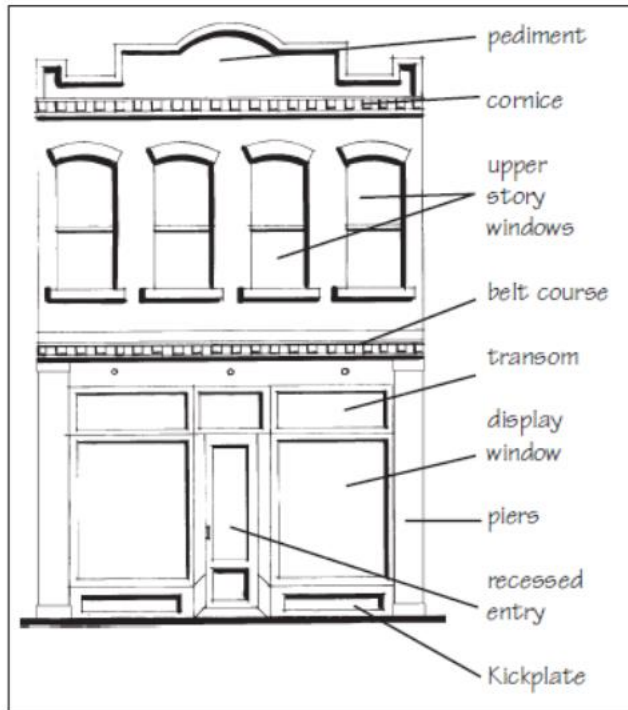 pediment
cornice
upper
story
windows
belt course
transom
display
window
piers
recessed
entry
Kickplate